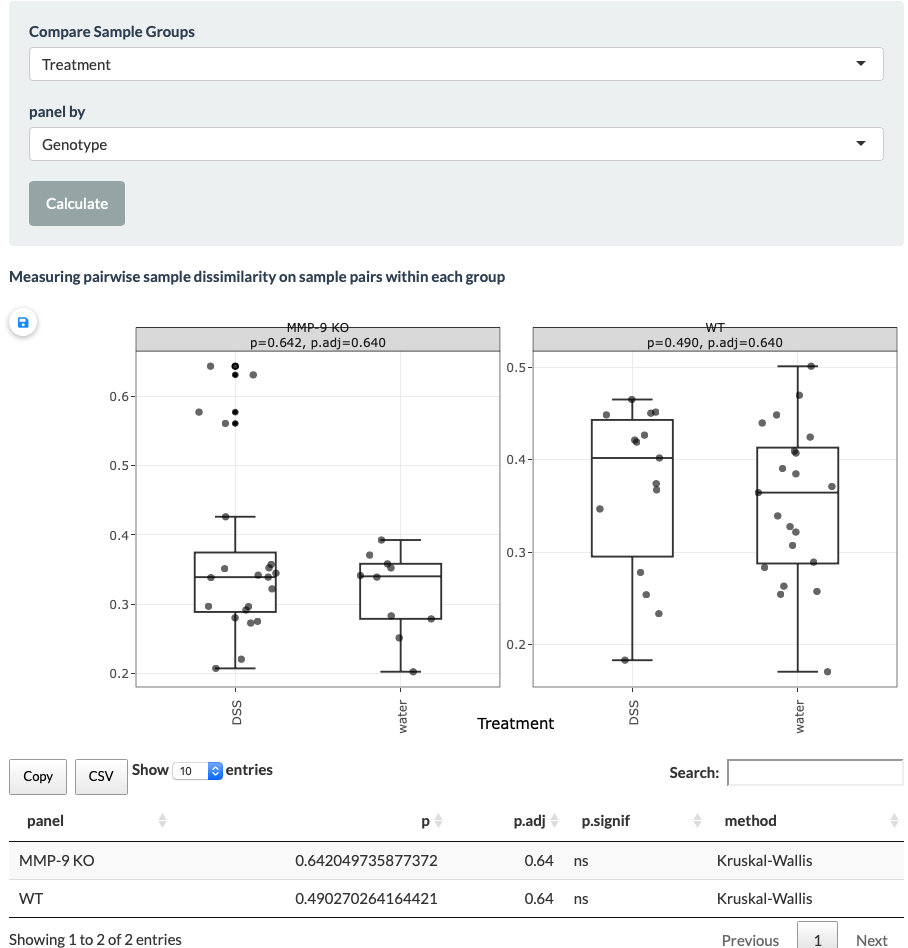 Compare Sample Groups
Treatment
panel by
Genotype
Calculate
Measuring pairwise sample dissimilarity on sample pairs within each group
MMP-9 KO
p=0.642, p.adj=0.640
WT
p=0.490, p.adj=0.640
0.6
0.5
0.4
0.3
0.2
0.5
0.4
0.3
0.2
DSS
water
DSS
water
Treatment
Copy CSV Show 10 entries Search:
panel p p.adj p.signif method
MMP-9 KO 0.642049735877372 0.64 ns Kruskal-Wallis
WT 0.490270264164421 0.64 ns Kruskal-Wallis
Showing 1 to 2 of 2 entries Previous 1 Next